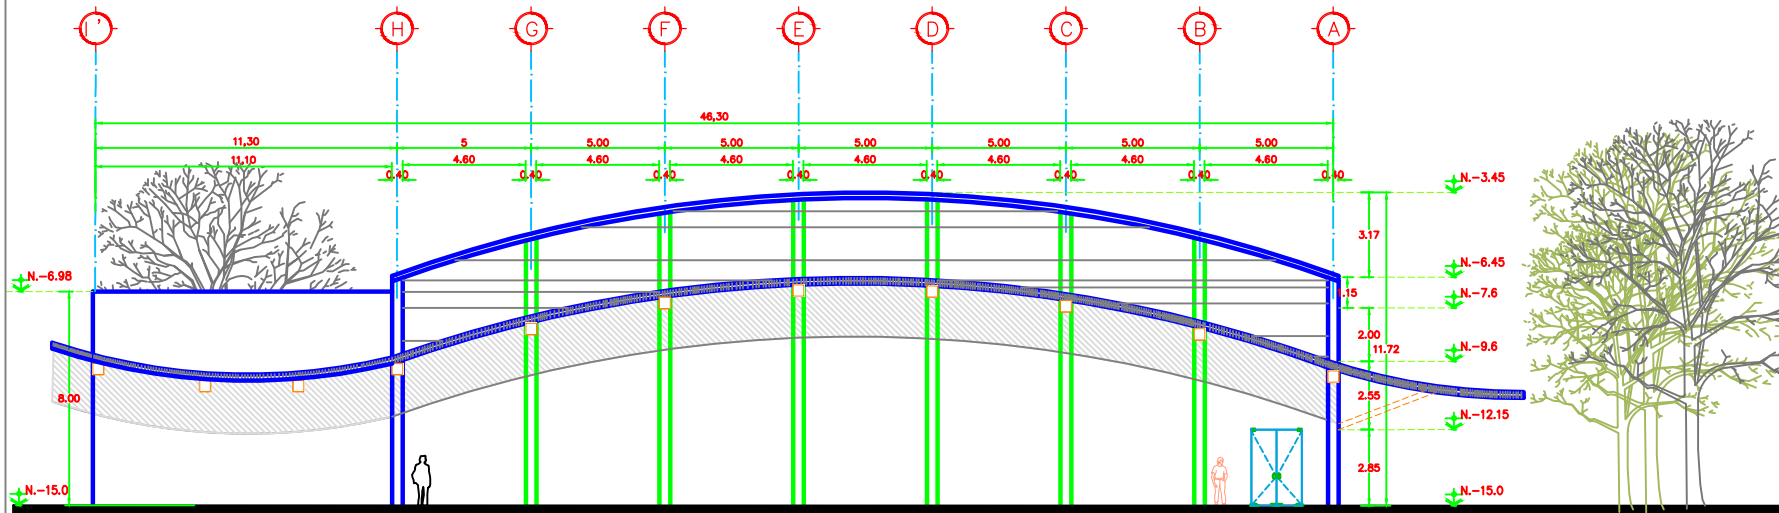 I' H G F E D C B A
46,30
11,30 5 5.00 5.00 5.00 5.00 5.00 5.00
11,10 4.60 4.60 4.60 4.60 4.60 4.60 4.60
0.40 0.40 0.40 0.40 0.40 0.40 0.40 0.40
N.-3.45
3.17
N.-6.98
N.-6.45
1.15
N.-7.6
2.00
11.72
N.-9.6
8.00
2.55
N.-12.15
2.85
N.-15.0
N.-15.0